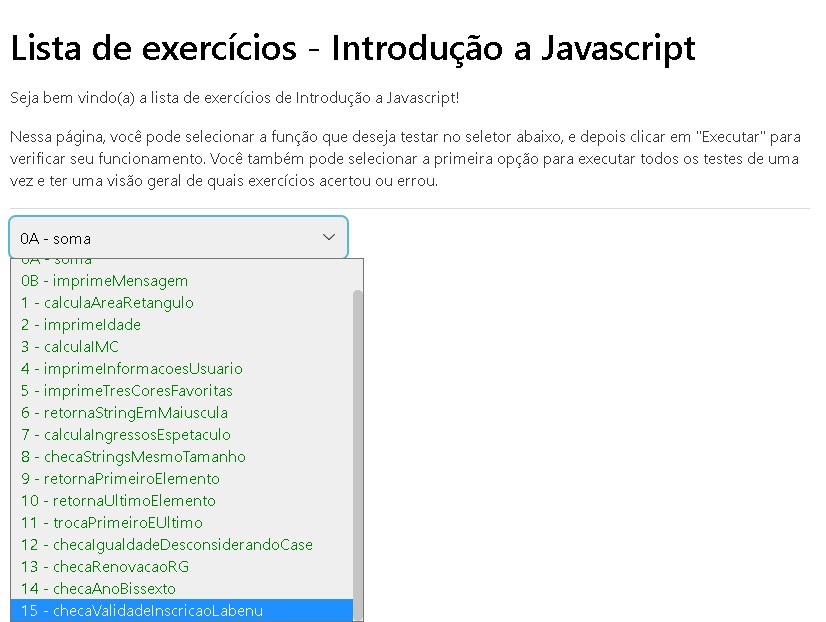 Lista de exercícios - Introdução a Javascript
Seja bem vindo(a) a lista de exercícios de Introdução a Javascript!
Nessa página, você pode selecionar a função que deseja testar no seletor abaixo, e depois clicar em "Executar" para
verificar seu funcionamento. Você também pode selecionar a primeira opção para executar todos os testes de uma
vez e ter uma visão geral de quais exercícios acertou ou errou.
0A - soma
0A - soma
0B - imprimeMensagem
1 - calculaAreaRetangulo
2 - imprimeIdade
3 - calculaIMC
4 - imprimeInformacoesUsuario
5 - imprimeTresCoresFavoritas
6 - retornaStringEmMaiuscula
7 - calculaIngressosEspetaculo
8 - checaStringsMesmoTamanho
9 - retornaPrimeiroElemento
10 - retornaUltimoElemento
11 - trocaPrimeiroEUltimo
12 - checaIgualdadeDesconsiderandoCase
13 - checaRenovacaoRG
14 - checaAnoBissexto
15 - checaValidadeInscricaoLabenu